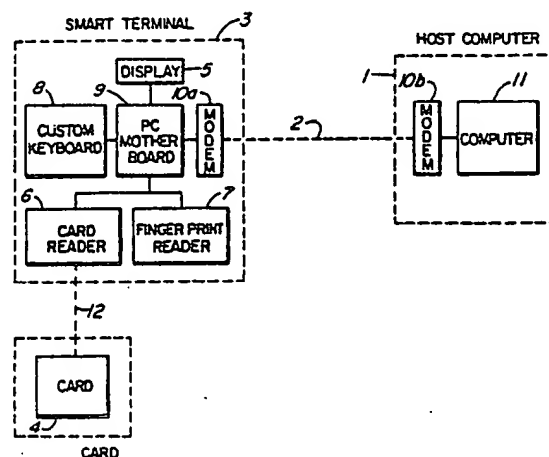 SMART TERMINAL
3
HOST COMPUTER
DISPLAY
5
1
10b
11
8
9
10a
CUSTOM
KEYBOARD
PC
MOTHER
BOARD
MODEM
2
MODEM
COMPUTER
6
7
CARD
READER
FINGER PRINT
READER
12
CARD
4
CARD